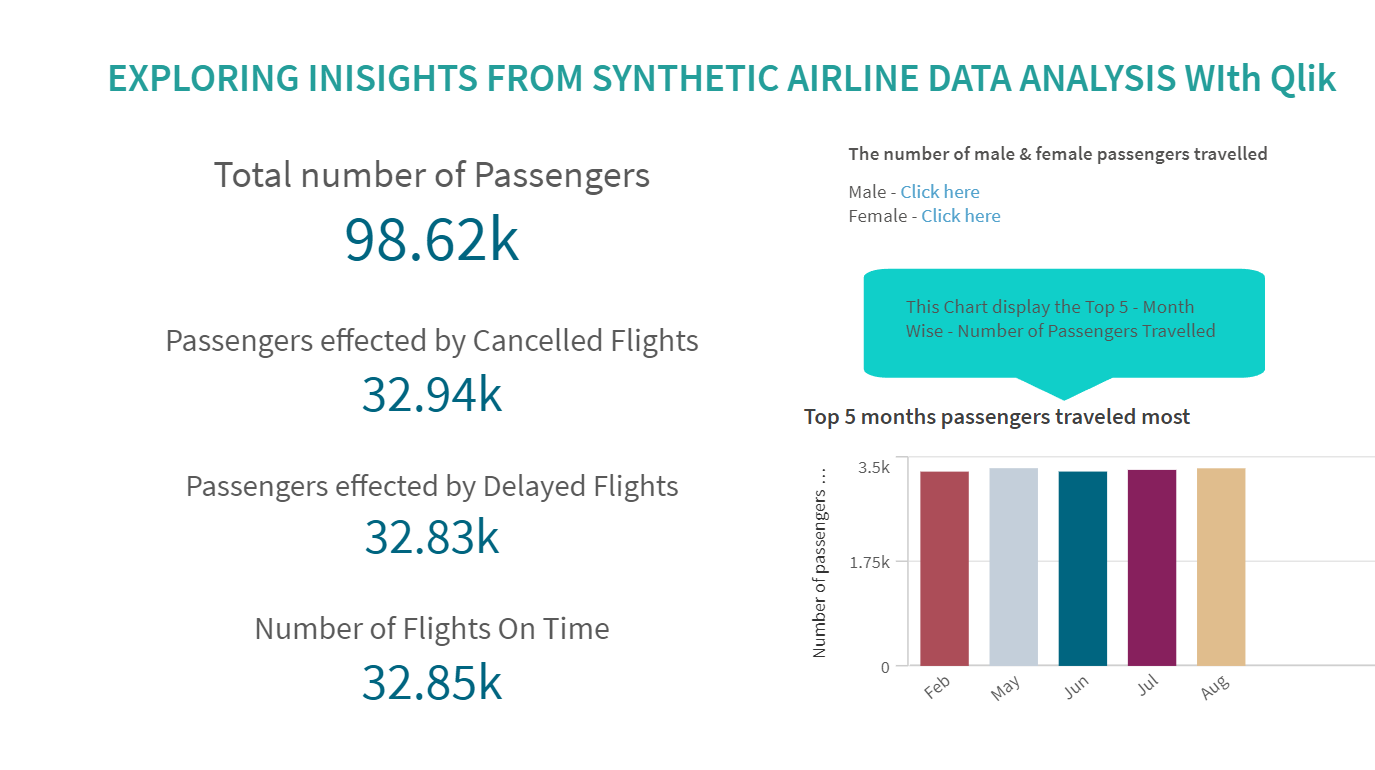 EXPLORING INISIGHTS FROM SYNTHETIC AIRLINE DATA ANALYSIS WIth Qlik
Total number of Passengers
98.62k
Passengers effected by Cancelled Flights
32.94k
Passengers effected by Delayed Flights
32.83k
Number of Flights On Time
32.85k
The number of male & female passengers travelled
Male - Click here
Female - Click here
This Chart display the Top 5 - Month
Wise - Number of Passengers Travelled
Top 5 months passengers traveled most
Number of passengers …
3.5k
1.75k
0
Feb
May
Jun
Jul
Aug